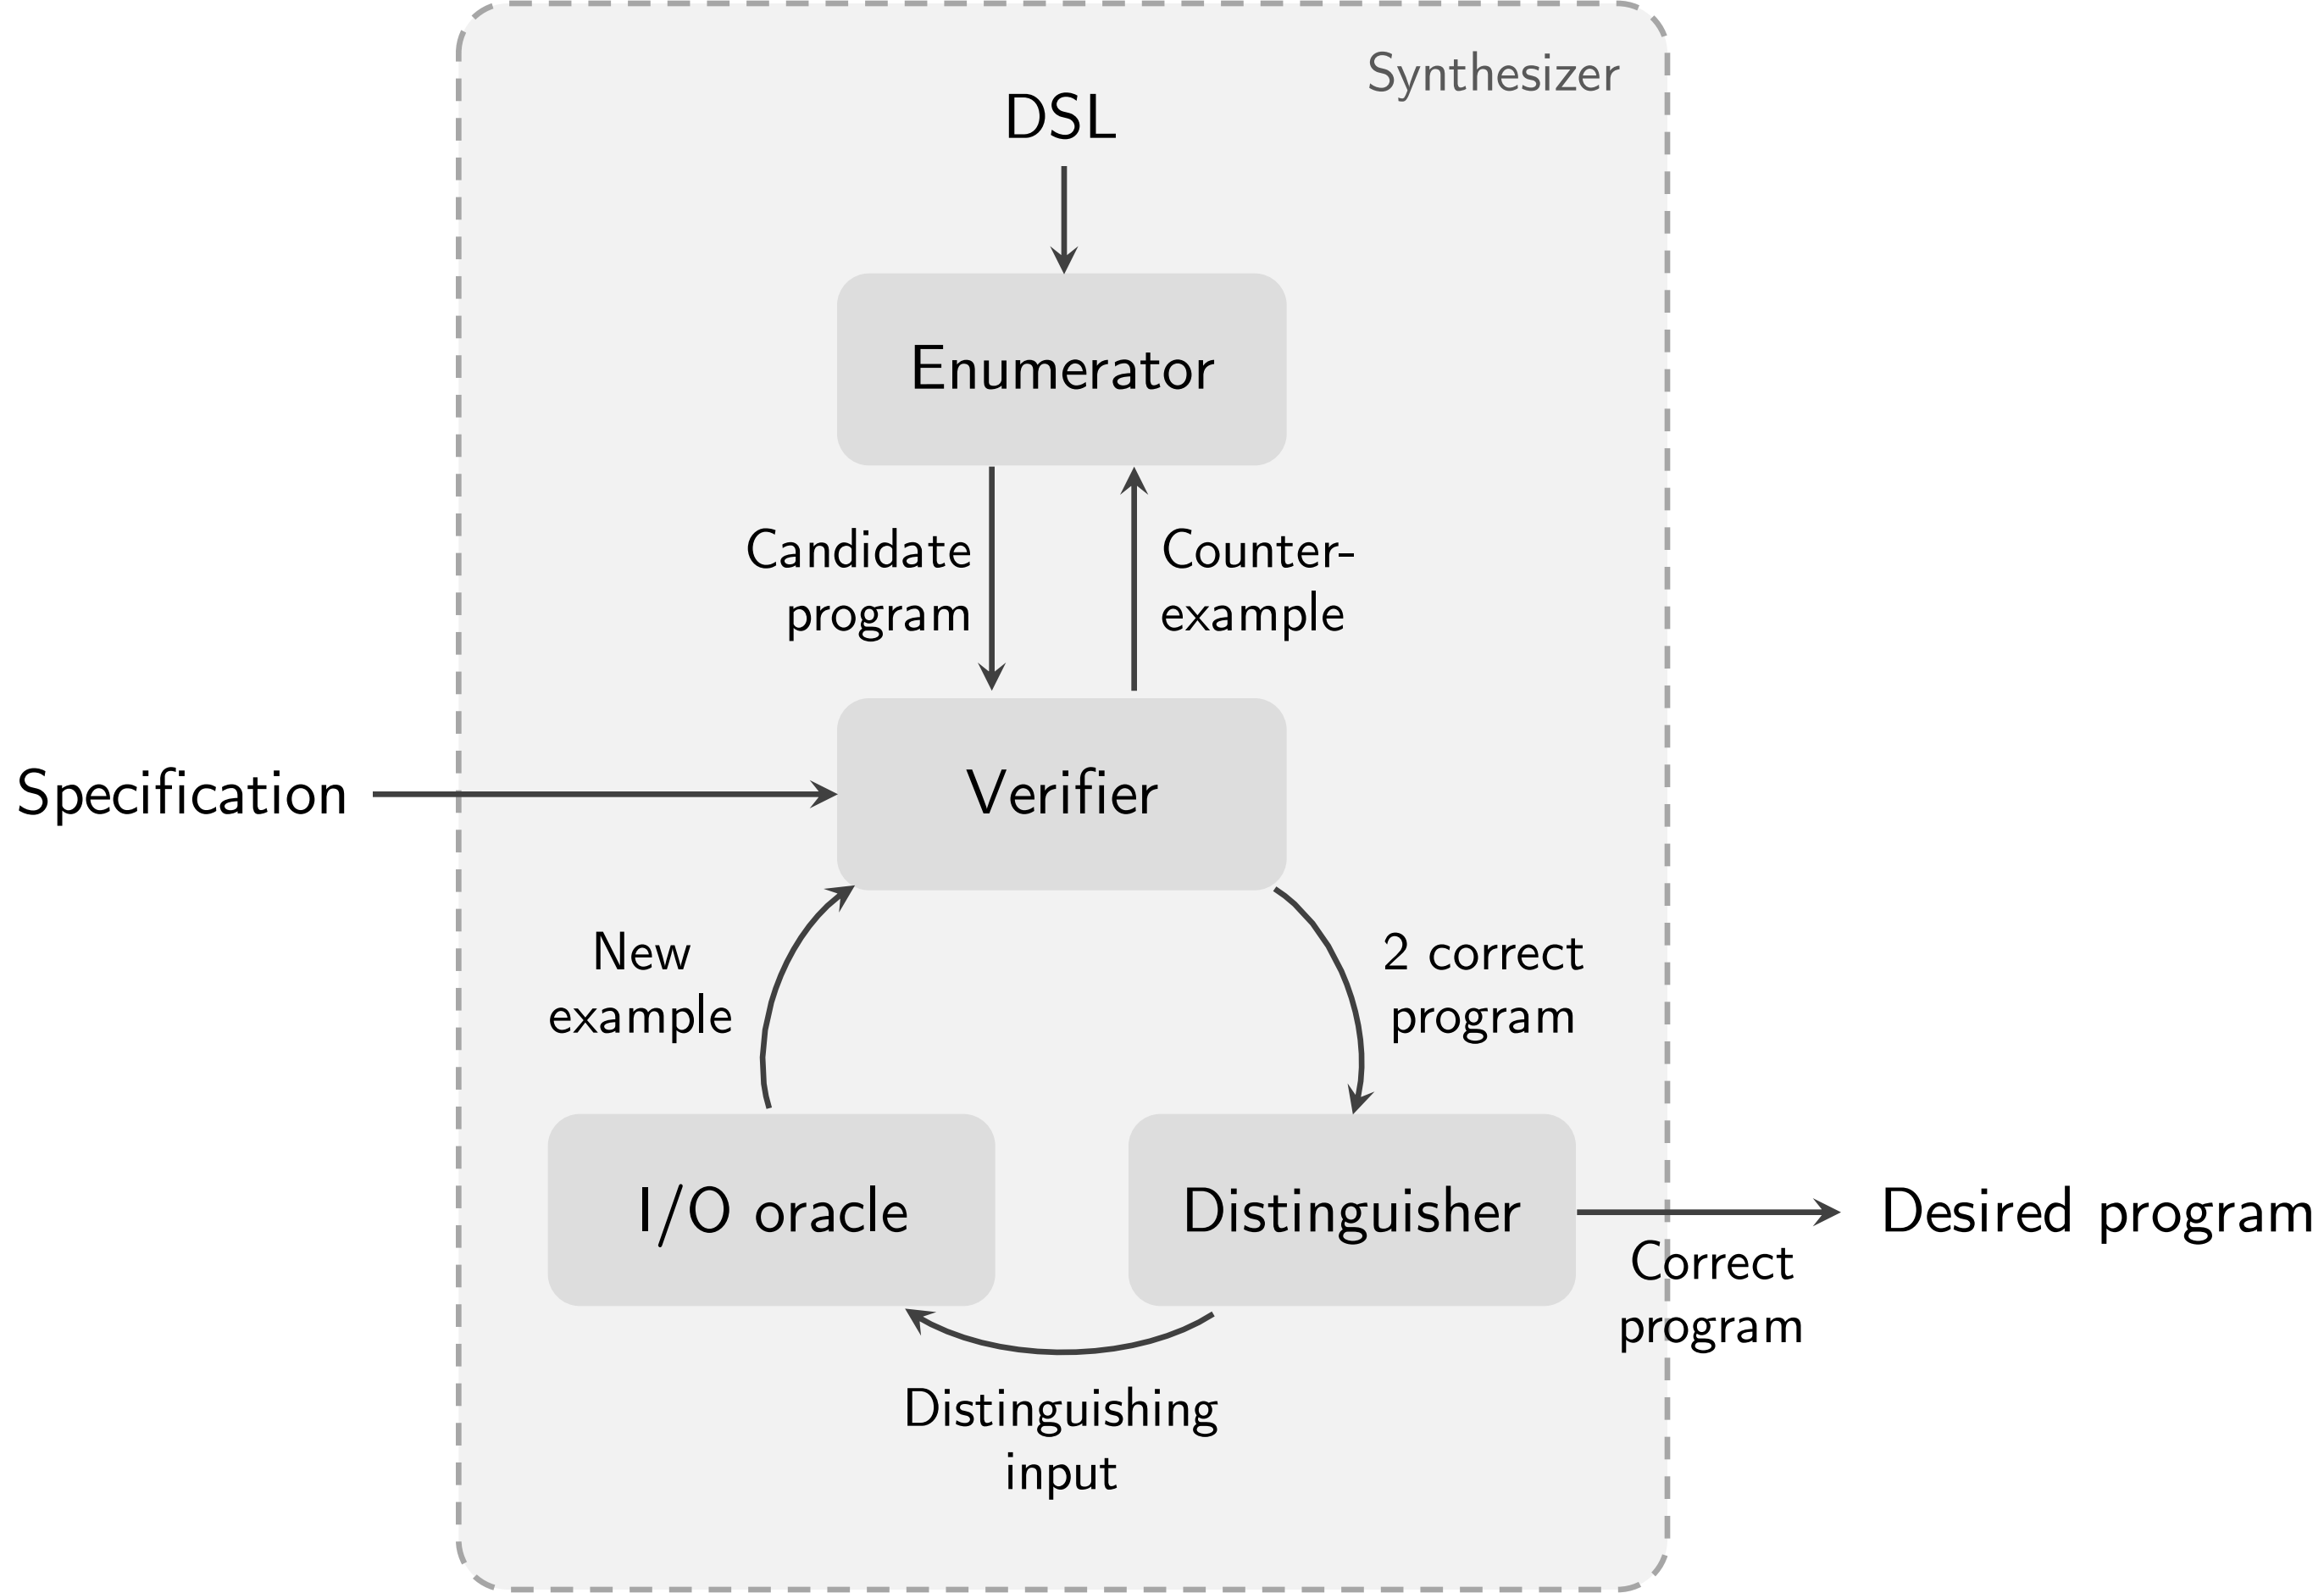 Synthesizer
DSL
Enumerator
Candidate
program
Counter-
example
Specification
Verifier
New
example
2 correct
program
I/O oracle
Distinguisher
Desired program
Correct
program
Distinguishing
input